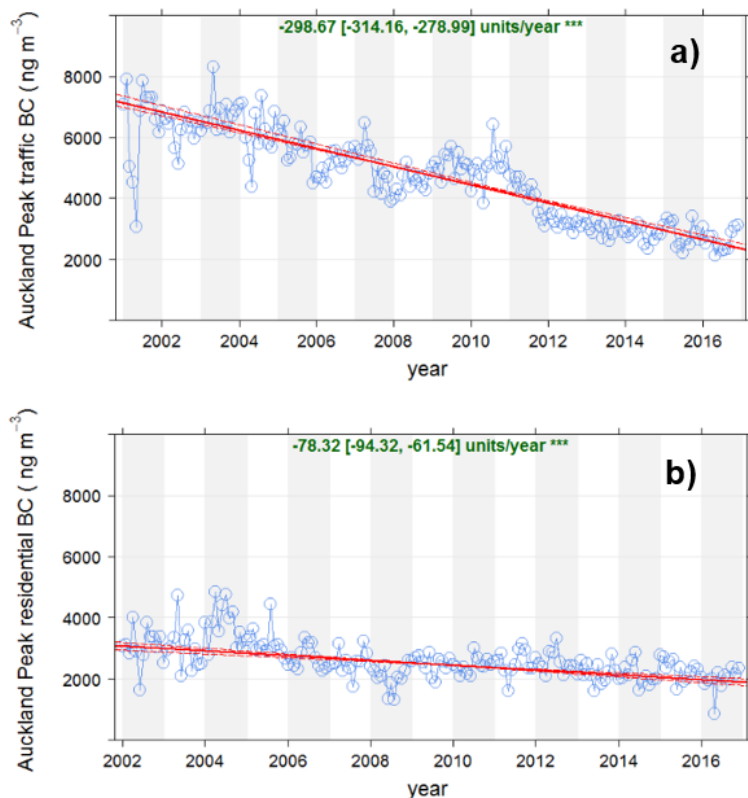 -298.67 [-314.16, -278.99] units/year ***
a)
Auckland Peak traffic BC ( ng m⁻³)
8000
6000
4000
2000
2002 2004 2006 2008 2010 2012 2014 2016
year
-78.32 [-94.32, -61.54] units/year ***
b)
Auckland Peak residential BC ( ng m⁻³)
8000
6000
4000
2000
2002 2004 2006 2008 2010 2012 2014 2016
year